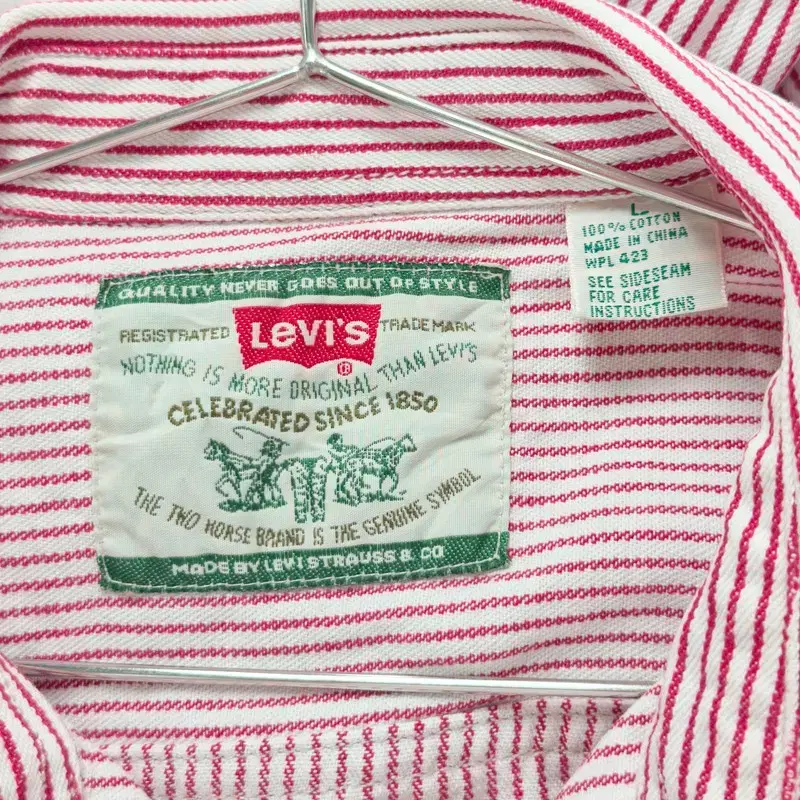 QUALITY NEVER GOES OUT OF STYLE
REGISTRATED LEVI'S TRADEMARK
NOTHING IS MORE ORIGINAL THAN LEVI'S
CELEBRATED SINCE 1850
THE TWO HORSE BRAND IS THE GENUINE SYMBOL
MADE BY LEVI STRAUSS & CO
L
100% COTTON
MADE IN CHINA
WPL 423
SEE SIDESEAM
FOR CARE
INSTRUCTIONS